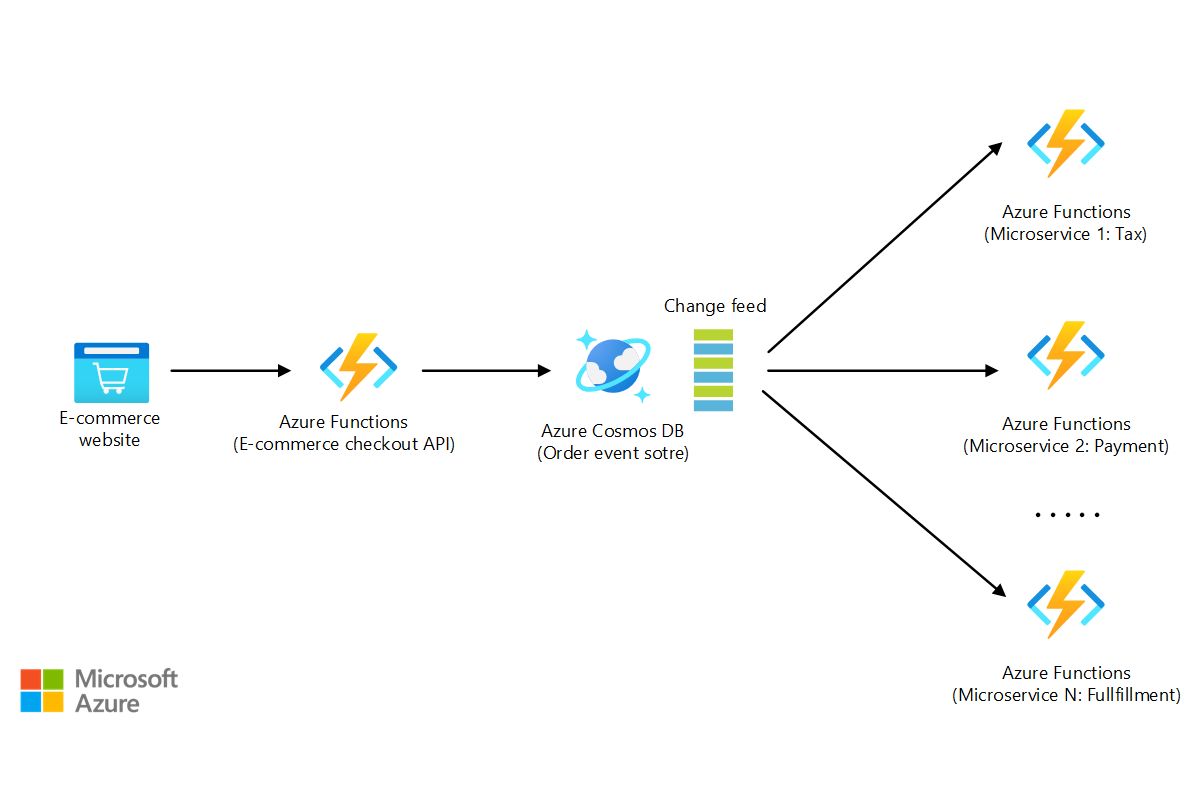 E-commerce
website
Azure Functions
(E-commerce checkout API)
Azure Cosmos DB
(Order event sotre)
Change feed
Azure Functions
(Microservice 1: Tax)
Azure Functions
(Microservice 2: Payment)
.....
Azure Functions
(Microservice N: Fullfillment)
Microsoft
Azure